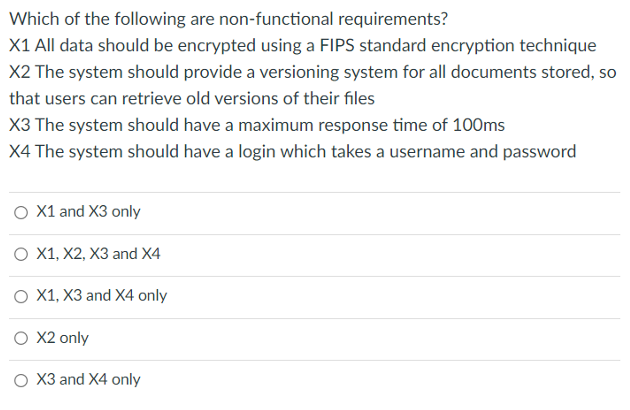 Which of the following are non-functional requirements?
X1 All data should be encrypted using a FIPS standard encryption technique
X2 The system should provide a versioning system for all documents stored, so
that users can retrieve old versions of their files
X3 The system should have a maximum response time of 100ms
X4 The system should have a login which takes a username and password
X1 and X3 only
X1, X2, X3 and X4
X1, X3 and X4 only
X2 only
X3 and X4 only